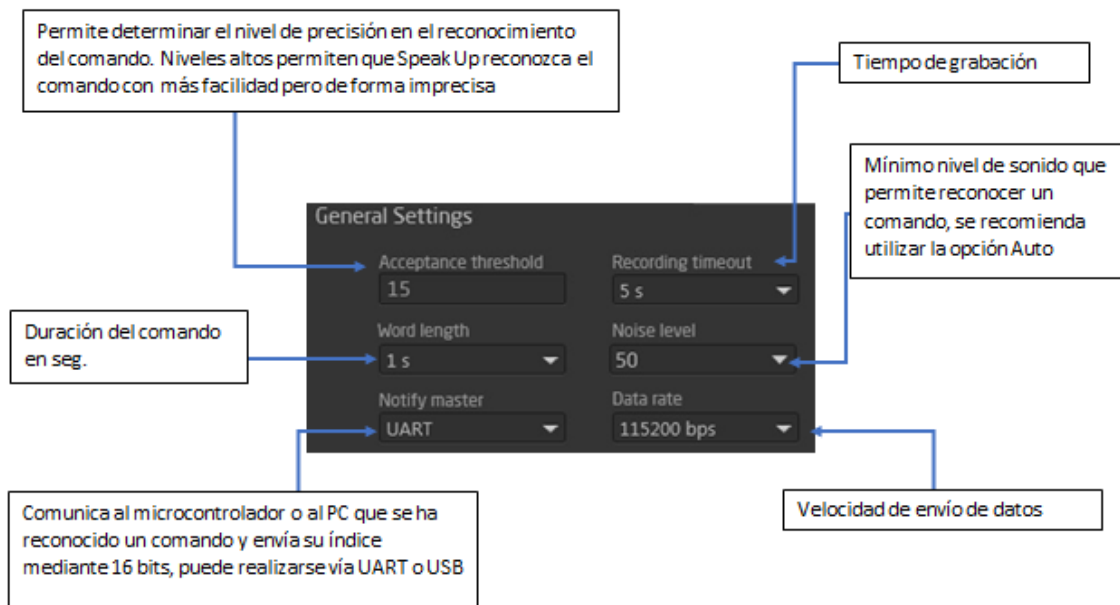 Permite determinar el nivel de precisión en el reconocimiento
del comando. Niveles altos permiten que Speak Up reconozca el
comando con más facilidad pero de forma imprecisa
Tiempo de grabación
Mínimo nivel de sonido que
permite reconocer un
comando, se recomienda
utilizar la opción Auto
General Settings
Acceptance threshold
15
Recording timeout
5 s
Duración del comando
en seg.
Word length
1 s
Noise level
50
Notify master
UART
Data rate
115200 bps
Comunica al microcontrolador o al PC que se ha
reconocido un comando y envía su índice
mediante 16 bits, puede realizarse vía UART o USB
Velocidad de envío de datos